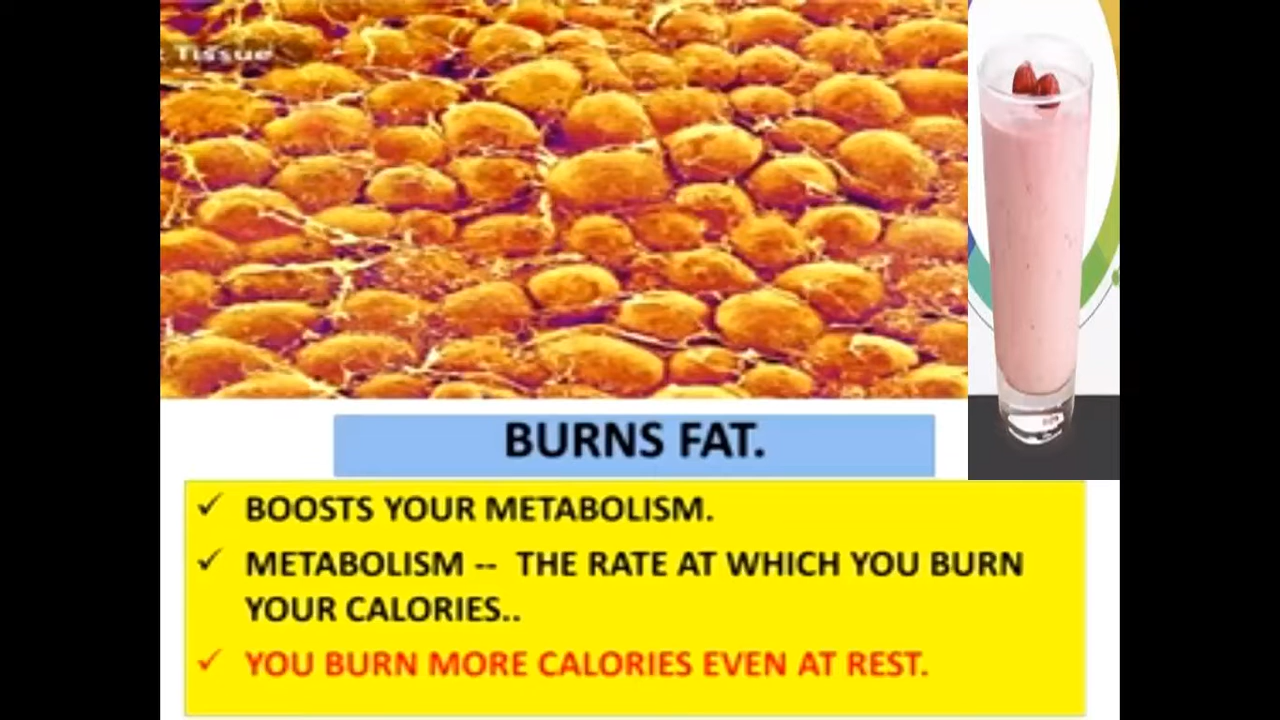 Tissue
BURNS FAT.
✓ BOOSTS YOUR METABOLISM.
✓ METABOLISM -- THE RATE AT WHICH YOU BURN
YOUR CALORIES..
✓ YOU BURN MORE CALORIES EVEN AT REST.